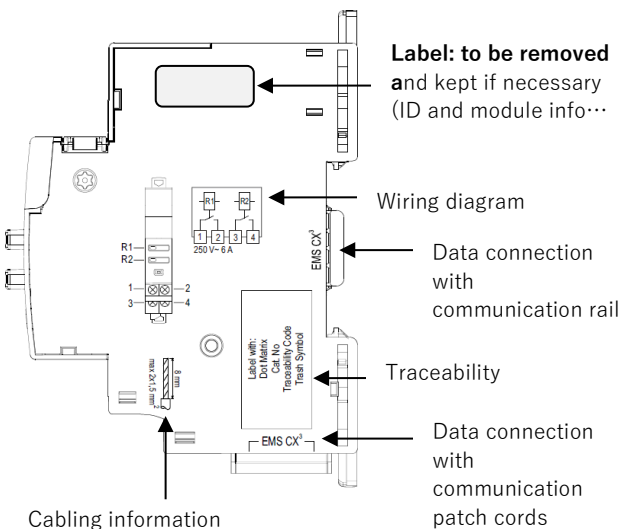 Label: to be removed
and kept if necessary
(ID and module info…
R1
R2
1 2 3 4
250 V~ 6 A
Wiring diagram
EMS CX³
R1
R2
1
2
3
4
Data connection
with
communication rail
Label with:
Dot Matrix
Cat. No
Traceability Code
Trash Symbol
Traceability
8 mm
max 2x1,5 mm²
EMS CX³
Data connection
with
communication
patch cords
Cabling information